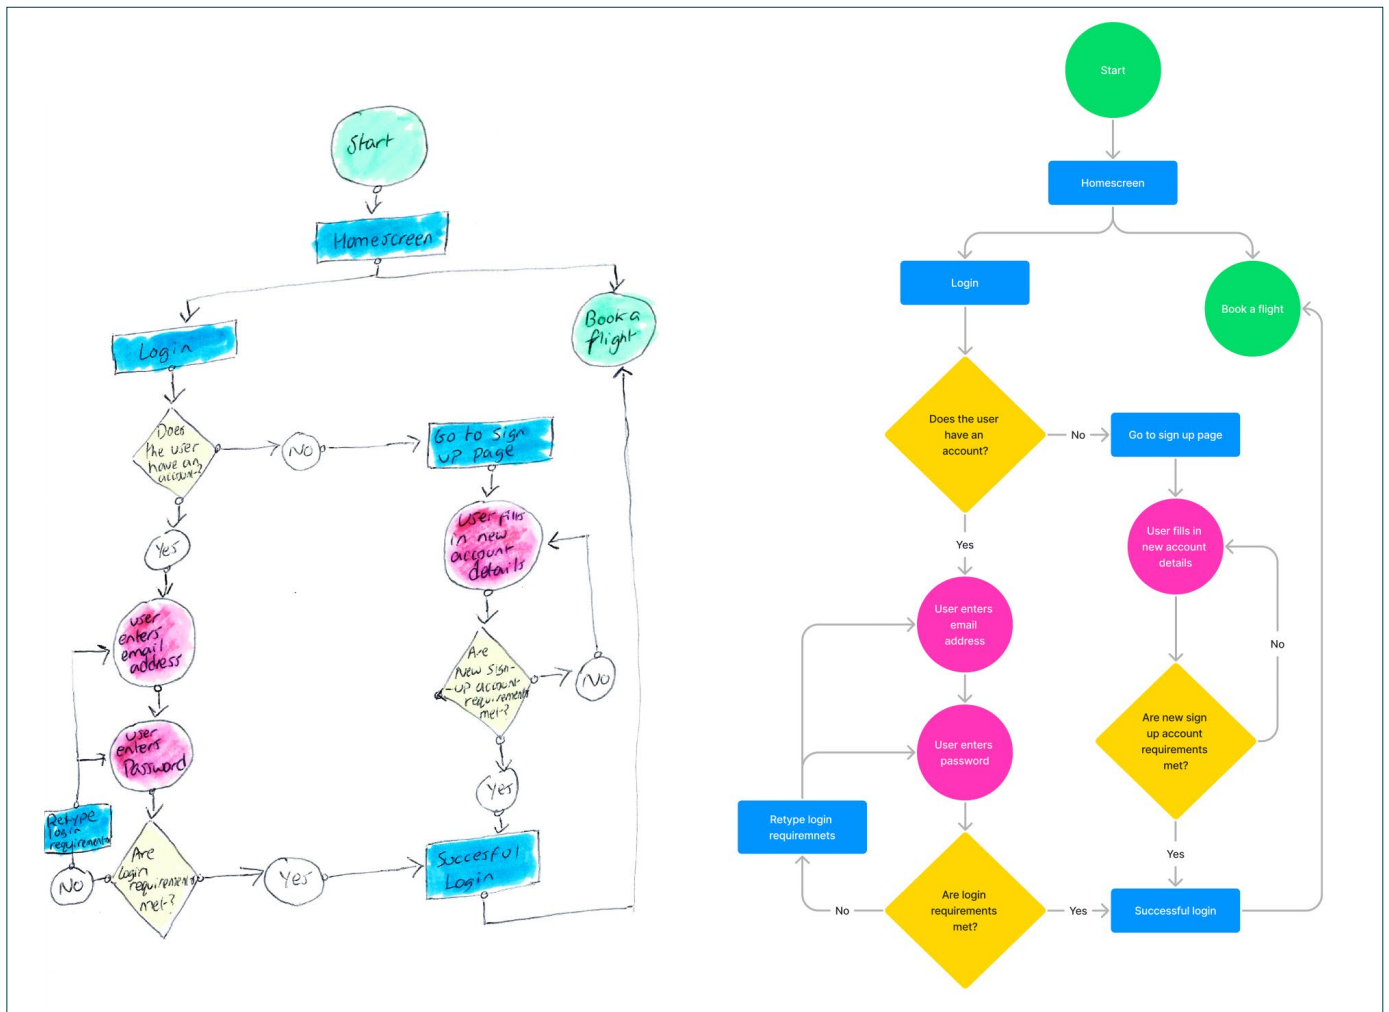 Start
Homescreen
Login
Book a
flight
Does
the user
have an
account?
No
Go to sign
up page
Yes
User fills
in new
account
details
user
enters
email
address
Are
New sign-
-up account
requirements
met?
No
User
enters
Password
Yes
Retype
login
requirements
No
Are
login
requirements
met?
Yes
Succesful
Login
Start
Homescreen
Login
Book a flight
Does the user
have an
account?
No
Go to sign up page
Yes
User fills in
new account
details
User enters
email
address
No
User enters
password
Are new sign
up account
requirements
met?
Retype login
requiremnets
Yes
Are login
requirements
met?
No
Yes
Successful login